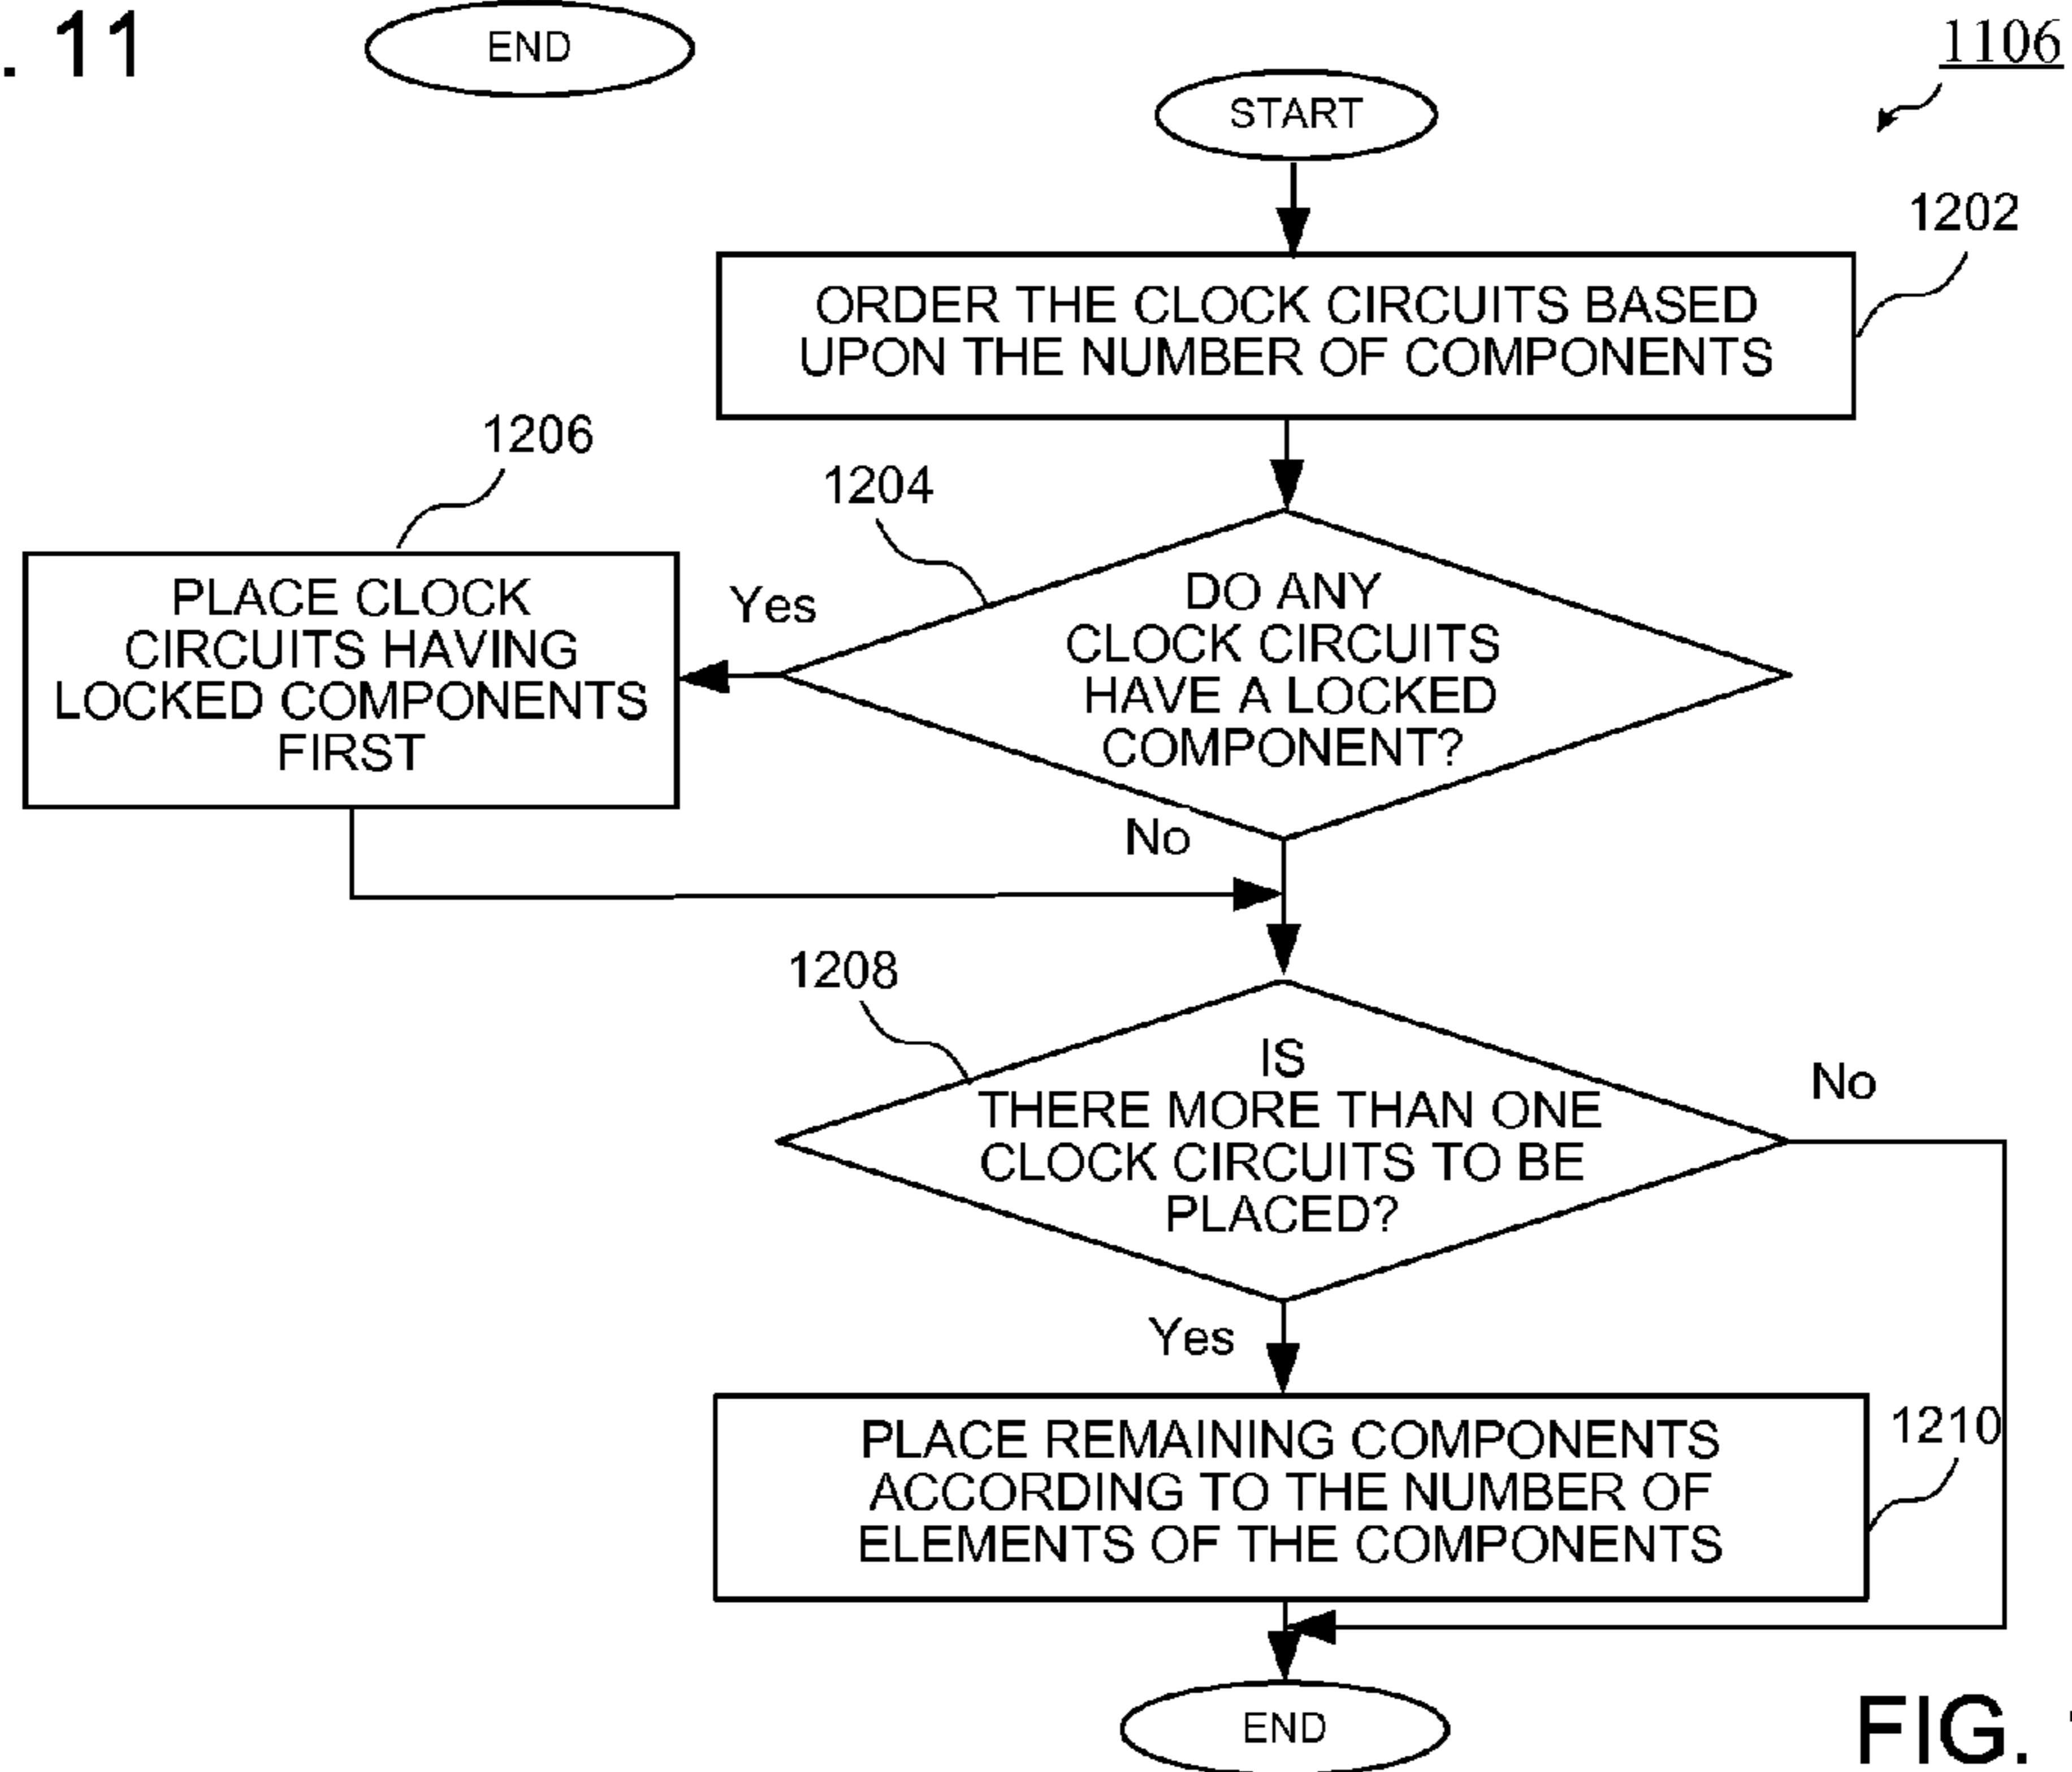 . 11
END
1106
START
1202
ORDER THE CLOCK CIRCUITS BASED
UPON THE NUMBER OF COMPONENTS
1206
1204
PLACE CLOCK
CIRCUITS HAVING
LOCKED COMPONENTS
FIRST
Yes
DO ANY
CLOCK CIRCUITS
HAVE A LOCKED
COMPONENT?
No
1208
IS
THERE MORE THAN ONE
CLOCK CIRCUITS TO BE
PLACED?
No
Yes
1210
PLACE REMAINING COMPONENTS
ACCORDING TO THE NUMBER OF
ELEMENTS OF THE COMPONENTS
END
FIG.